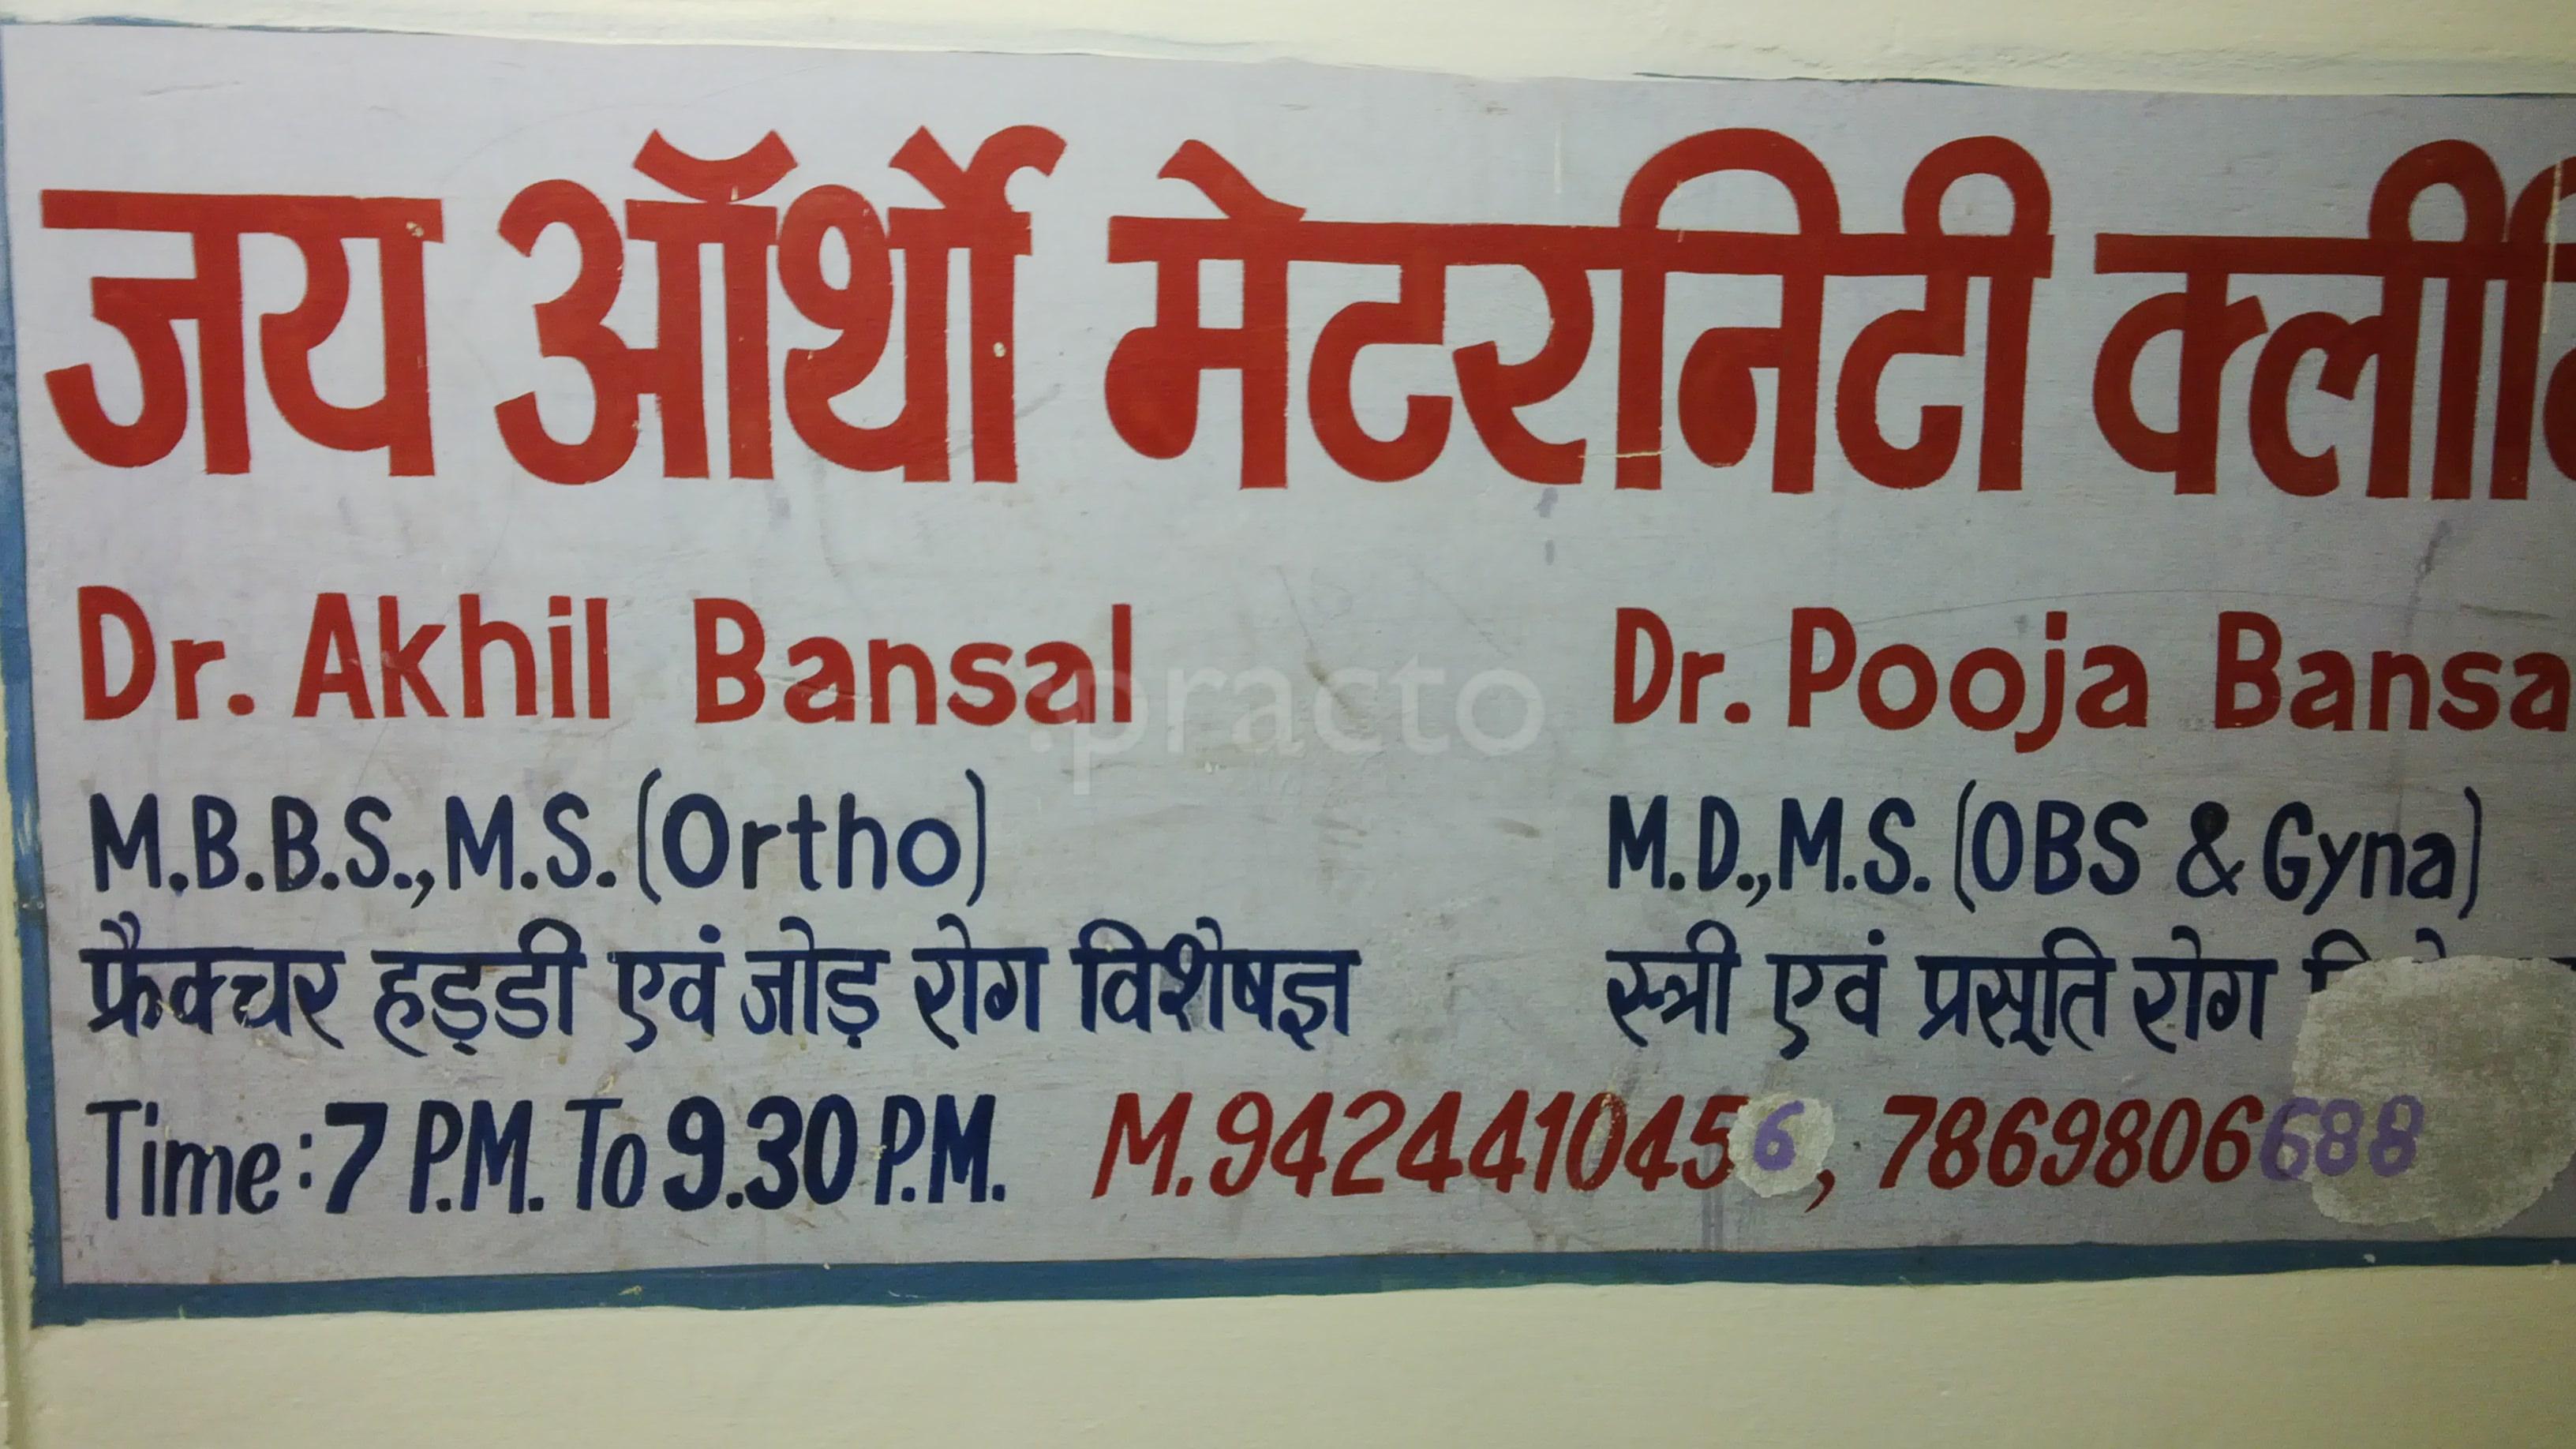 जय ऑर्थो मेटरनिटी
Dr. Akhil Bansal Dr. Pooja
.practo
M.B.B.S., M.S. (Ortho) M.D., M.S. (OBS & Gyna)
फ्रैक्चर हड्डी एवं जोड़ रोग विशेषज्ञ स्त्री एवं प्रसूति रोग
Time: 7 P.M. To 9.30 P.M. M. 9424410456, 7869806688